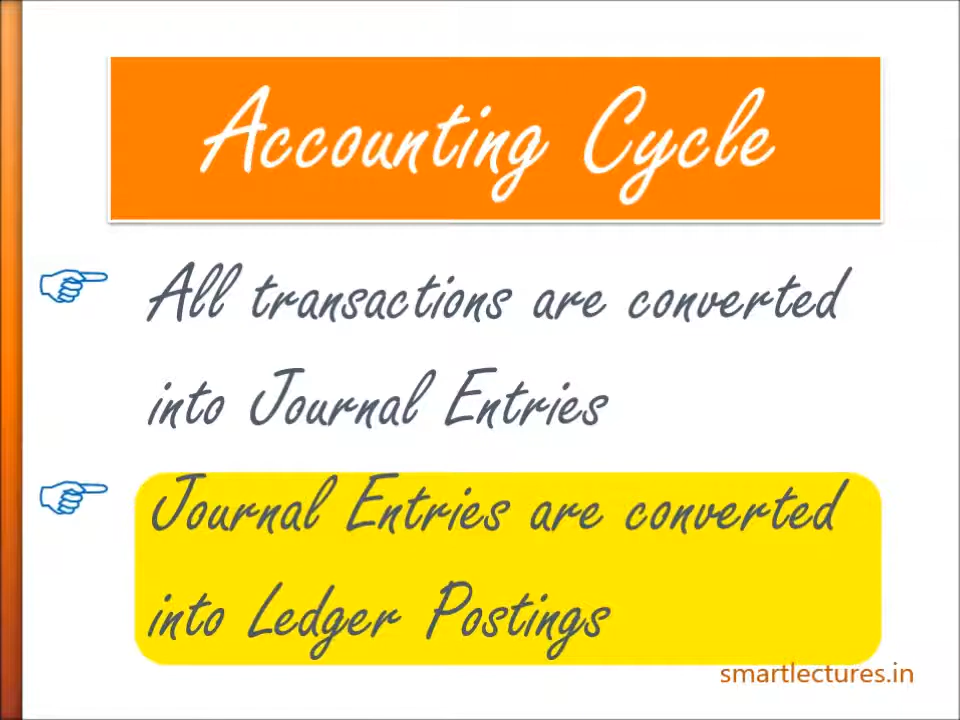 Accounting Cycle
All transactions are converted
into Journal Entries
Journal Entries are converted
into Ledger Postings
smartlectures.in